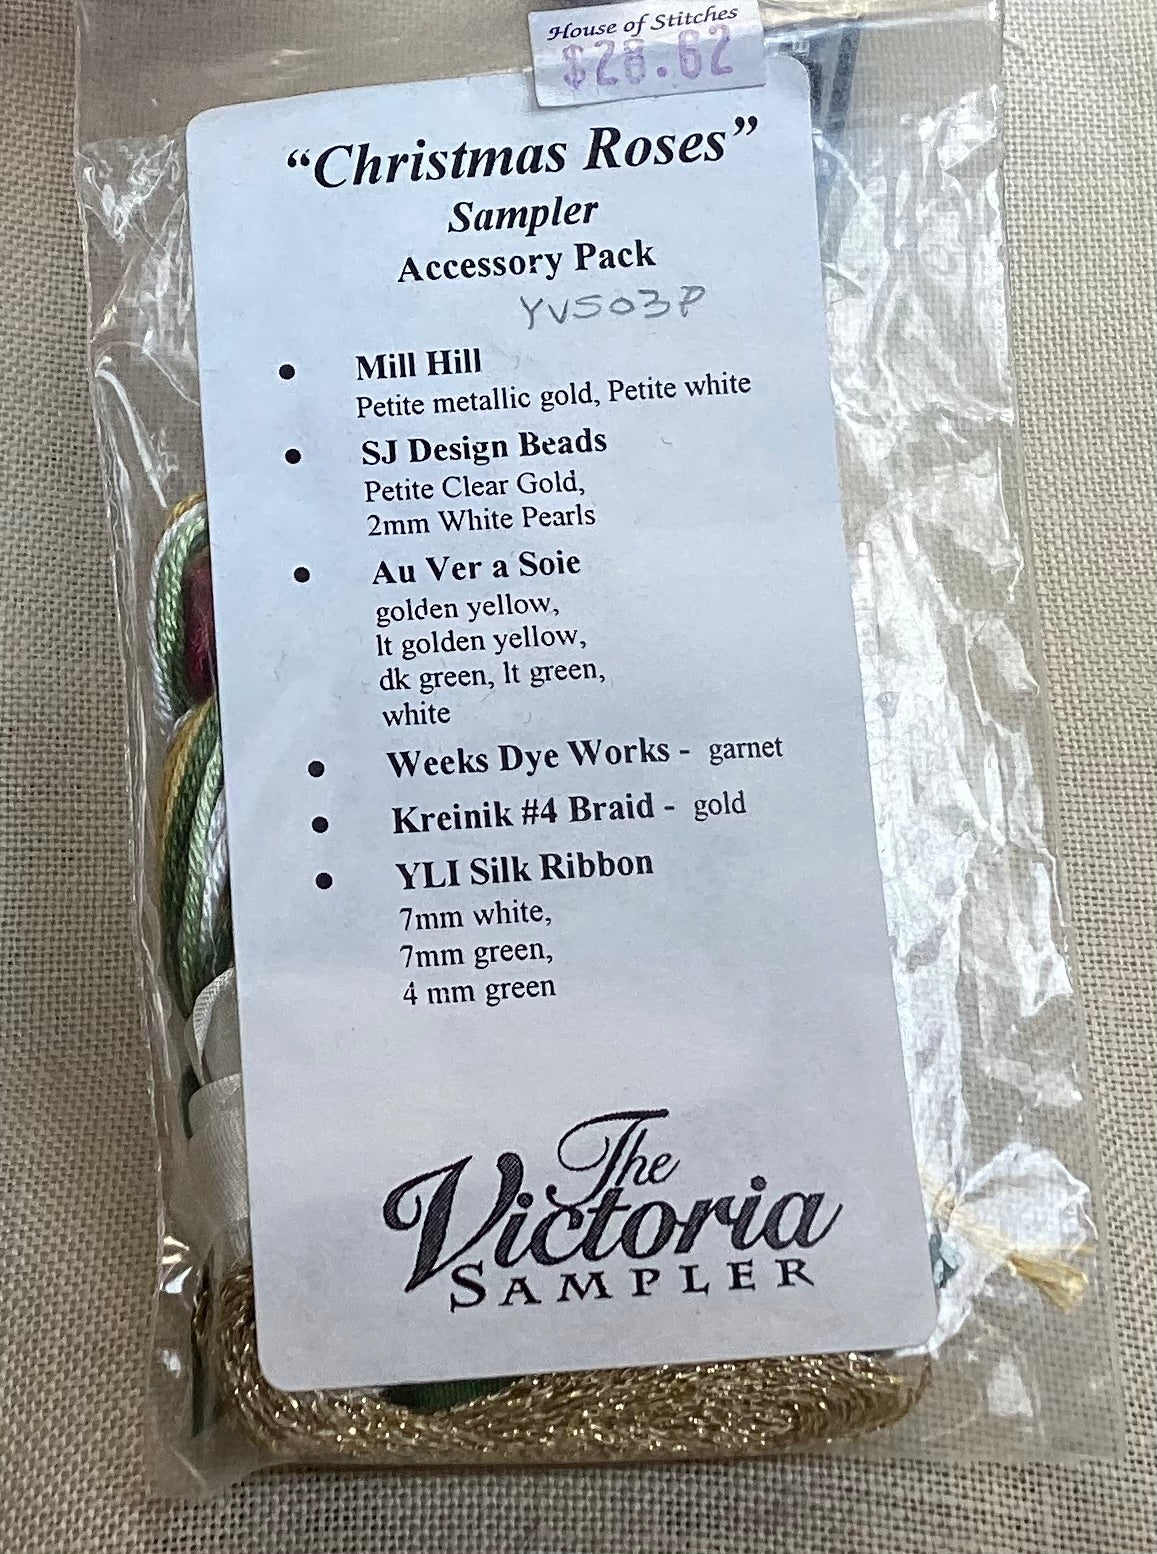 House of Stitches
$28.62
“Christmas Roses”
Sampler
Accessory Pack
YVS03P
• Mill Hill
Petite metallic gold, Petite white
• SJ Design Beads
Petite Clear Gold,
2mm White Pearls
• Au Ver a Soie
golden yellow,
lt golden yellow,
dk green, lt green,
white
• Weeks Dye Works - garnet
• Kreinik #4 Braid - gold
• YLI Silk Ribbon
7mm white,
7mm green,
4 mm green
The
Victoria
SAMPLER